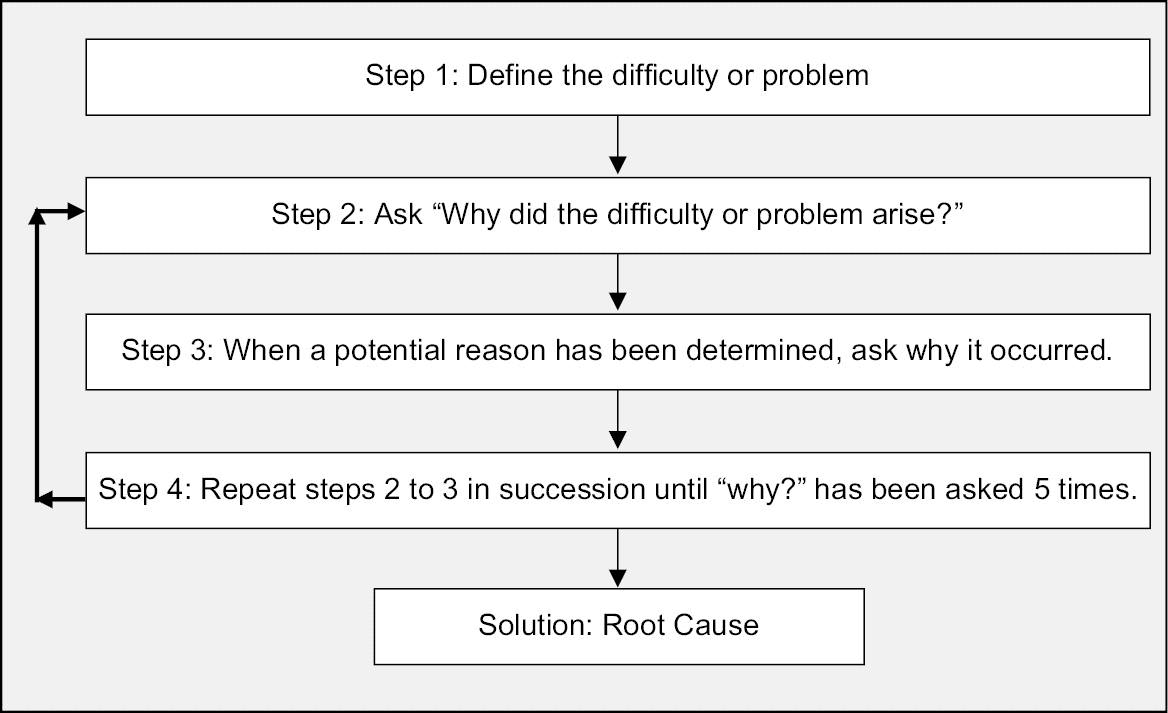 Step 1: Define the difficulty or problem
Step 2: Ask “Why did the difficulty or problem arise?”
Step 3: When a potential reason has been determined, ask why it occurred.
Step 4: Repeat steps 2 to 3 in succession until “why?” has been asked 5 times.
Solution: Root Cause